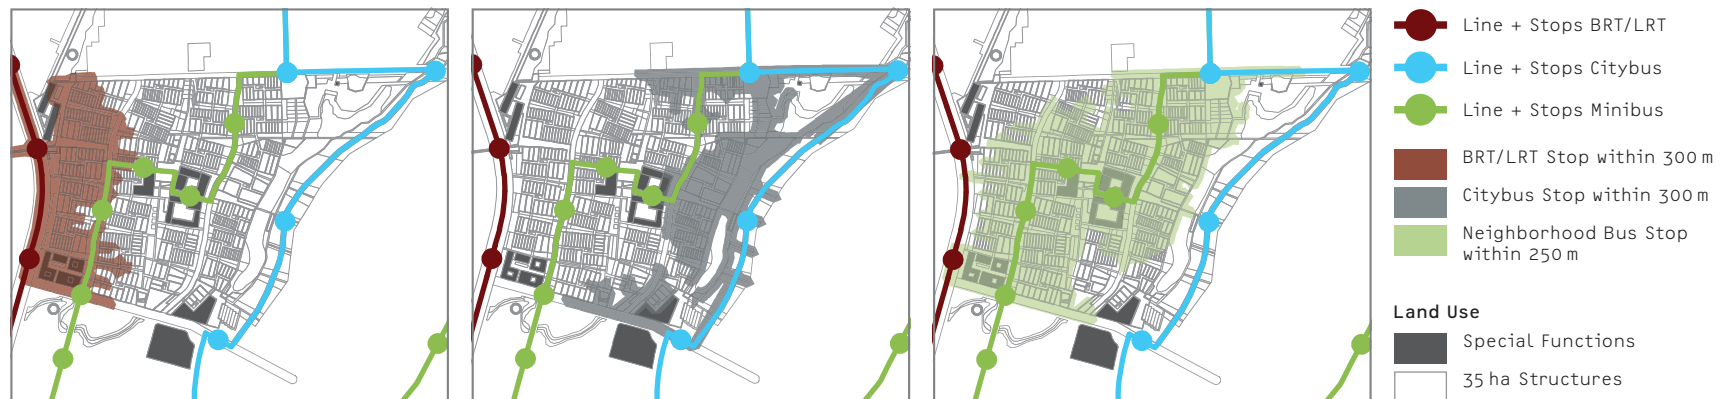 Line + Stops BRT/LRT
Line + Stops Citybus
Line + Stops Minibus
BRT/LRT Stop within 300 m
Citybus Stop within 300 m
Neighborhood Bus Stop
within 250 m
Land Use
Special Functions
35 ha Structures